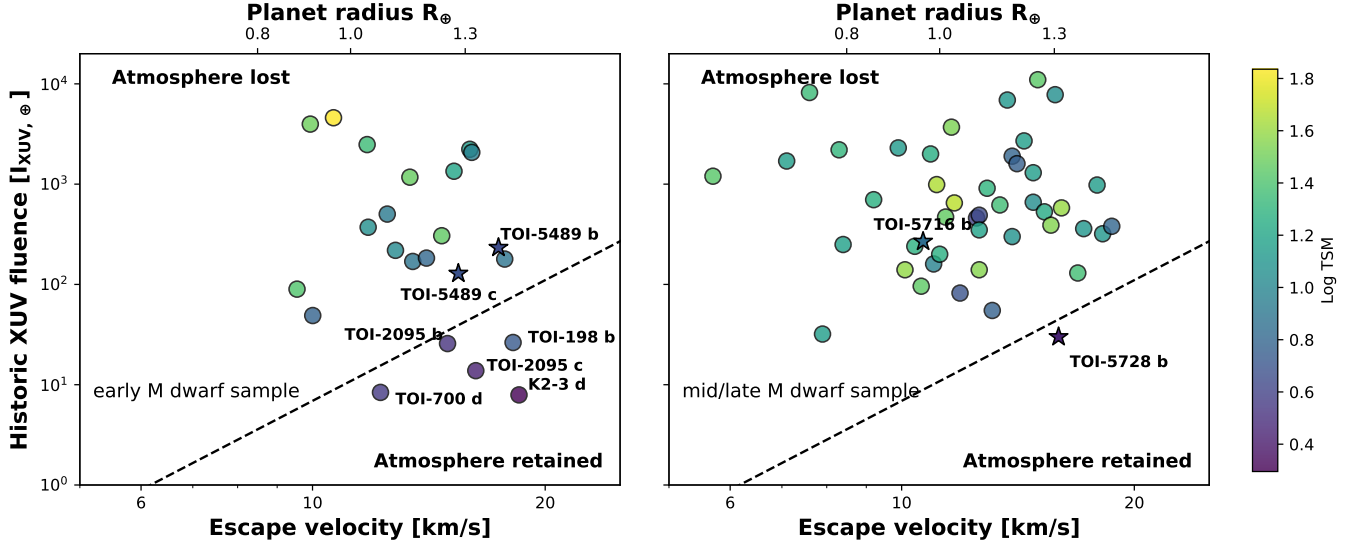 Planet radius R⊕
0.8 1.0 1.3
Atmosphere lost
10⁴
10³
10²
10¹
10⁰
Historic XUV fluence [I_XUV, ⊕]
TOI-5489 b
TOI-5489 c
TOI-2095 b
TOI-198 b
TOI-2095 c
K2-3 d
TOI-700 d
early M dwarf sample
Atmosphere retained
6 10 20
Escape velocity [km/s]
Planet radius R⊕
0.8 1.0 1.3
Atmosphere lost
TOI-5716 b
TOI-5728 b
mid/late M dwarf sample
Atmosphere retained
6 10 20
Escape velocity [km/s]
1.8
1.6
1.4
1.2
1.0
0.8
0.6
0.4
Log TSM